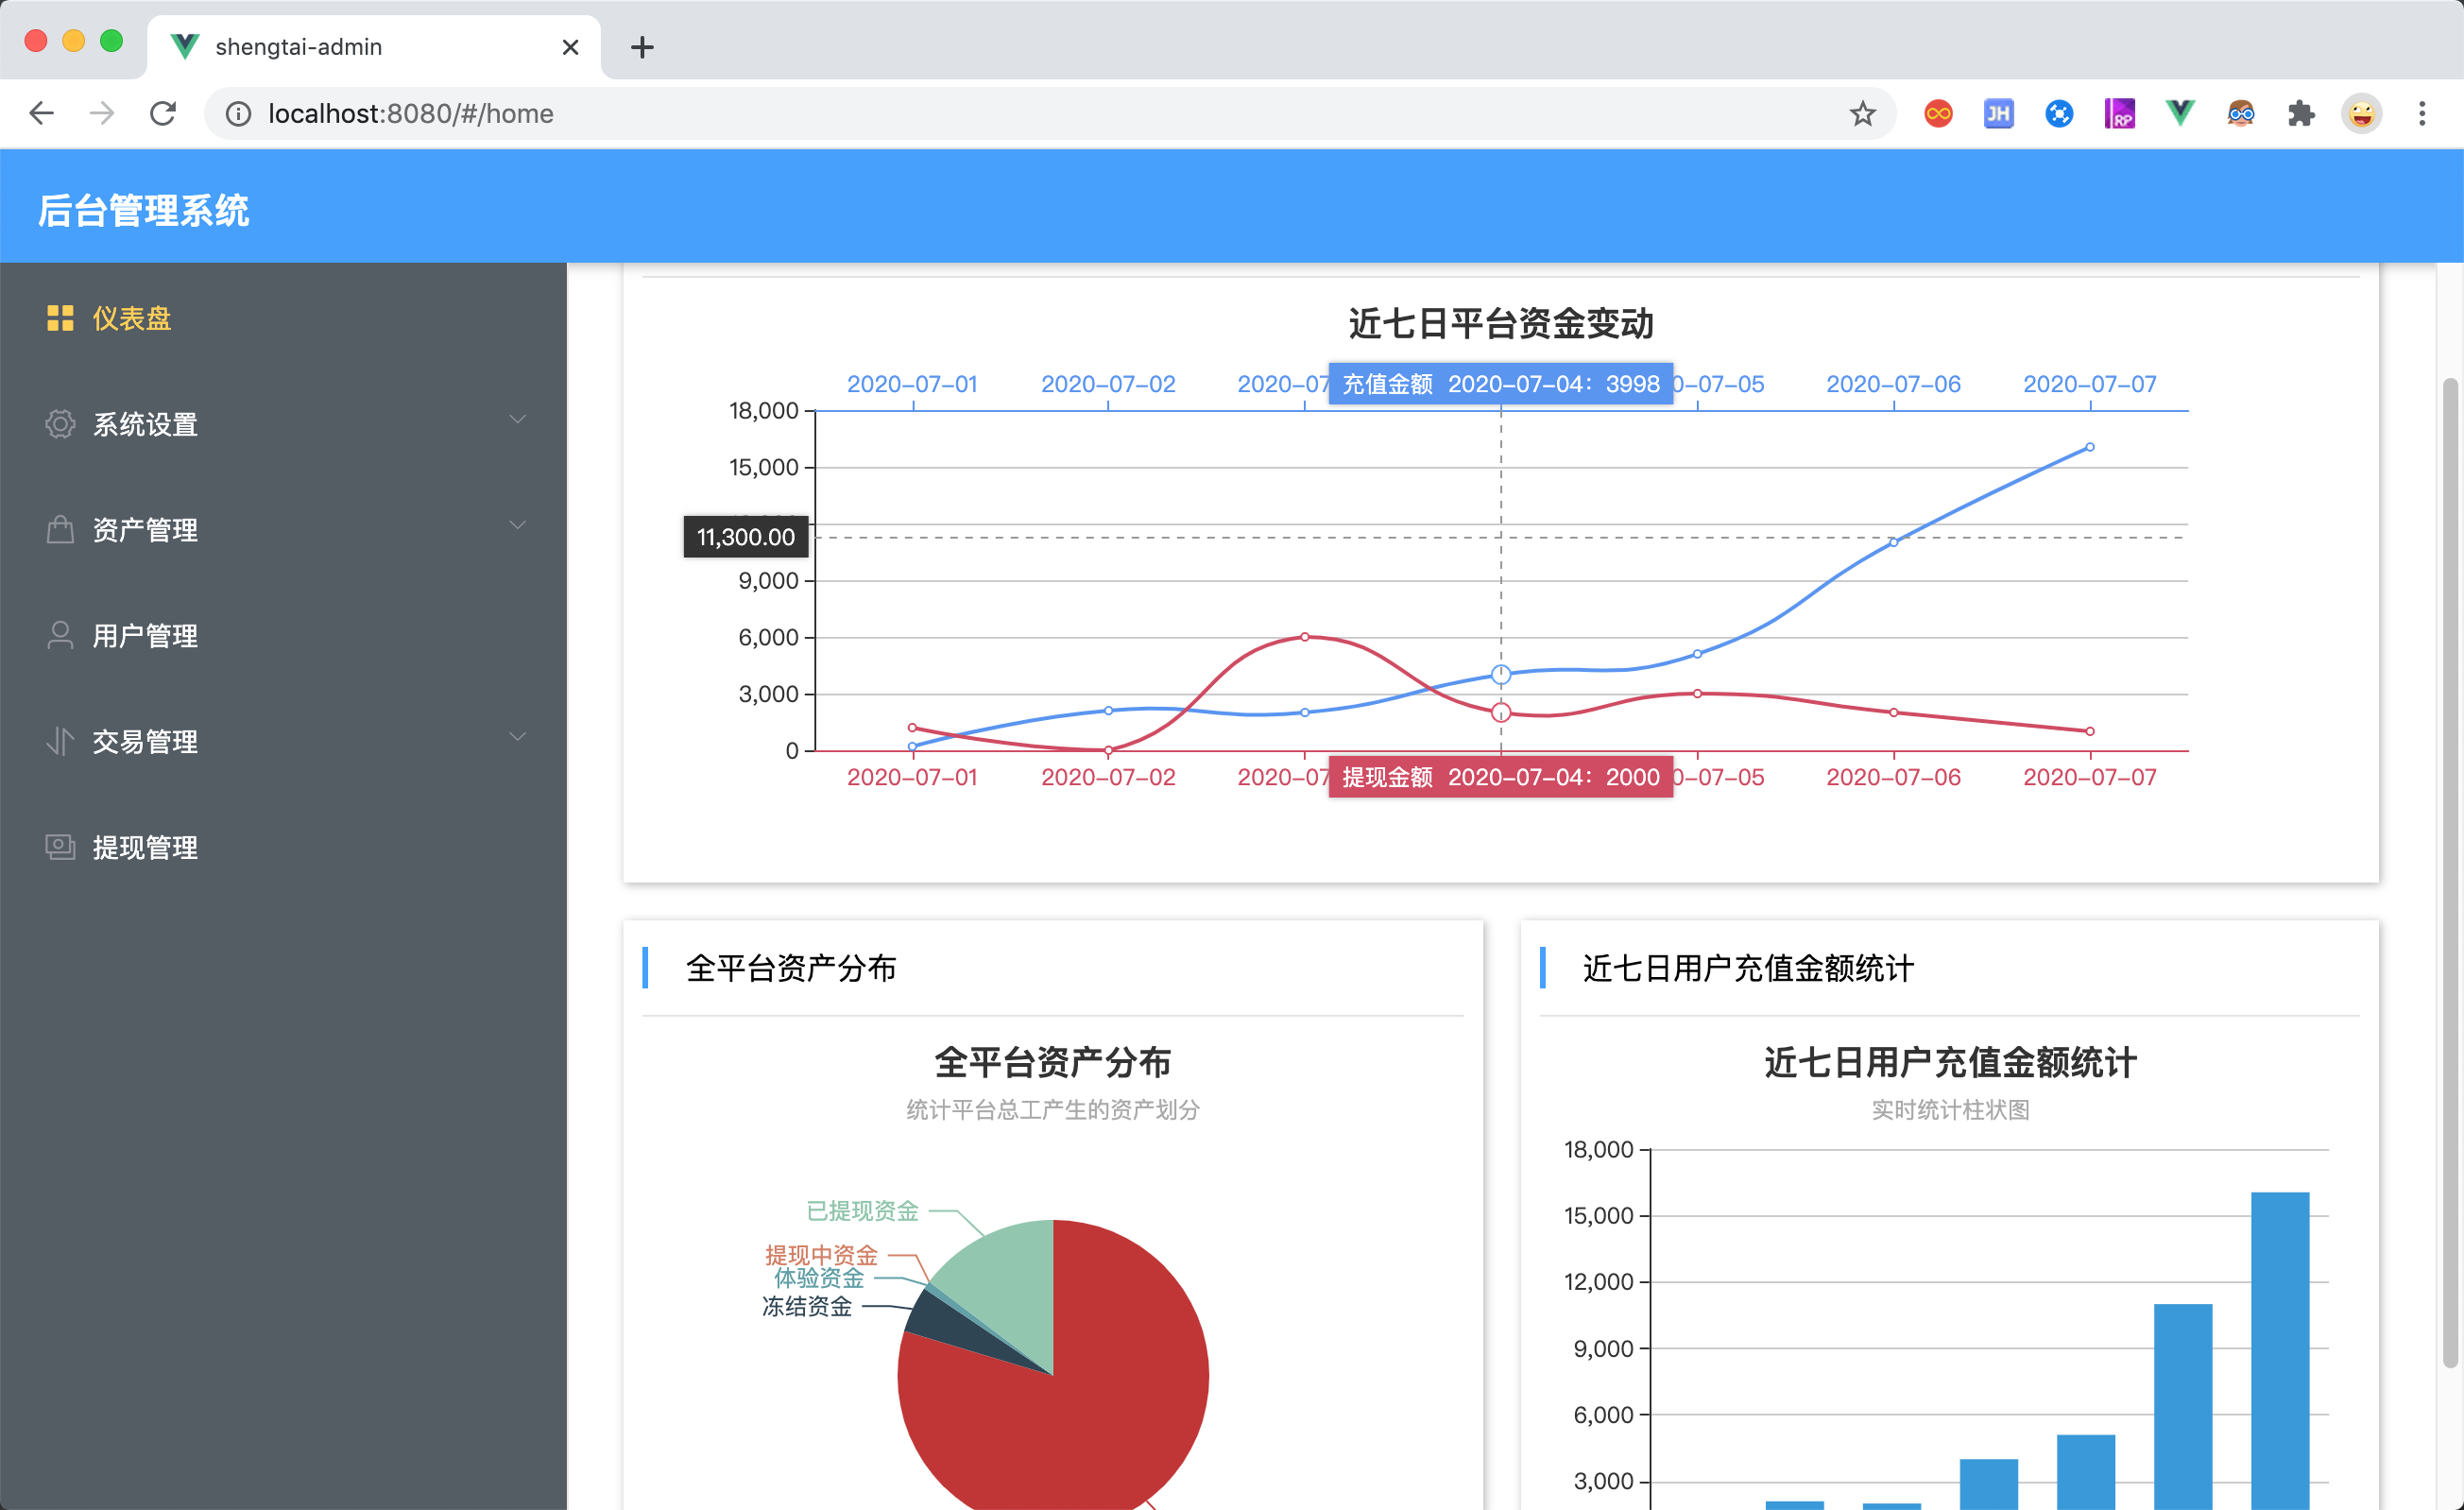 shengtai-admin
localhost:8080/#/home
JH
RP
后台管理系统
仪表盘
系统设置
资产管理
用户管理
交易管理
提现管理
近七日平台资金变动
2020-07-01 2020-07-02 2020-07 充值金额 2020-07-04: 3998 0-07-05 2020-07-06 2020-07-07
18,000
15,000
11,300.00
9,000
6,000
3,000
0
2020-07-01 2020-07-02 2020-07 提现金额 2020-07-04: 2000 0-07-05 2020-07-06 2020-07-07
全平台资产分布
全平台资产分布
统计平台总工产生的资产划分
已提现资金
提现中资金
体验资金
冻结资金
近七日用户充值金额统计
近七日用户充值金额统计
实时统计柱状图
18,000
15,000
12,000
9,000
6,000
3,000